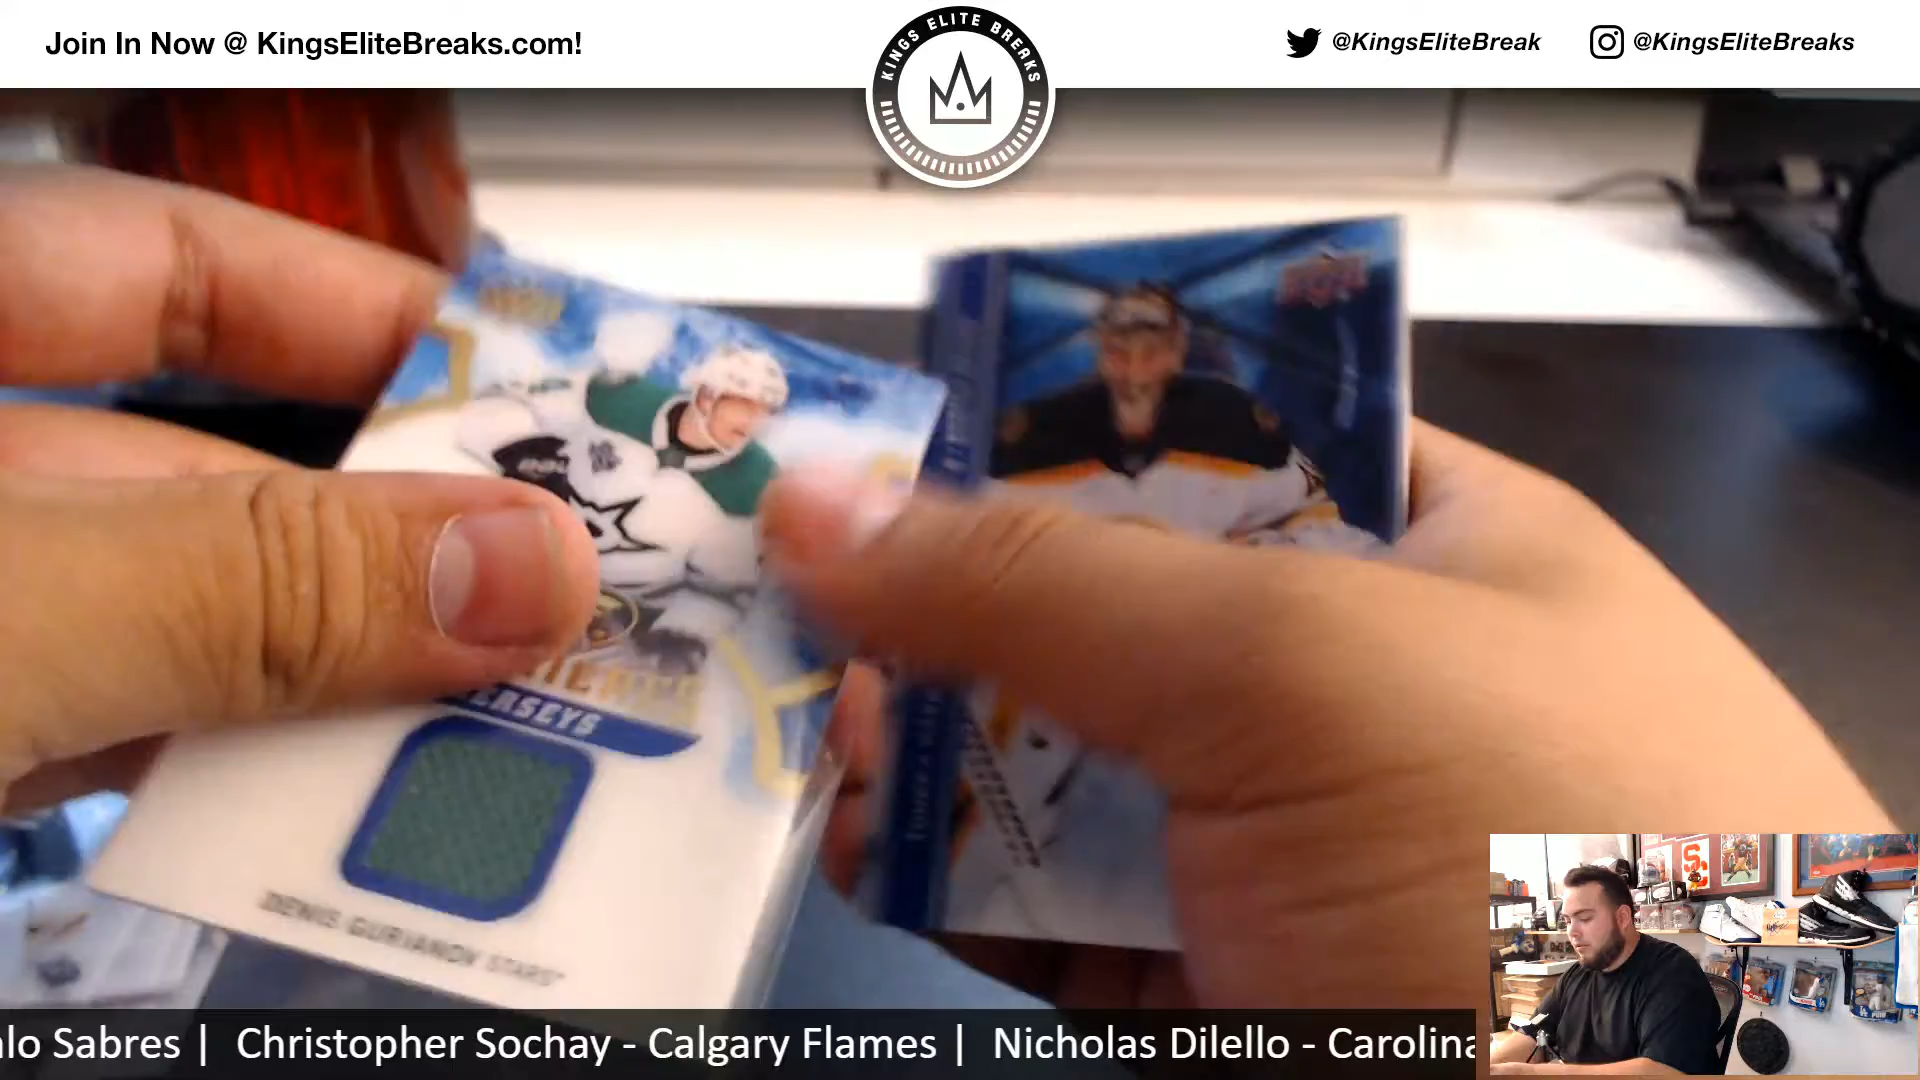 Join In Now @ KingsEliteBreaks.com!
KINGS ELITE BREAKS
@KingsEliteBreak
@KingsEliteBreaks
JERSEYS
DENIS GURIANOV STARS
alo Sabres | Christopher Sochay - Calgary Flames | Nicholas Dilello - Carolina